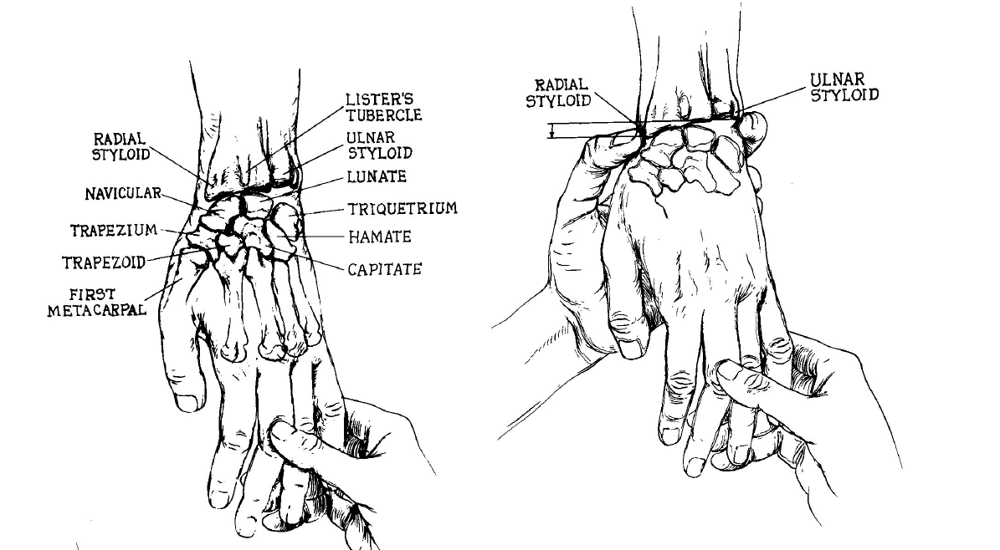 LISTER'S
TUBERCLE
RADIAL
STYLOID
ULNAR
STYLOID
LUNATE
NAVICULAR
TRIQUETRIUM
TRAPEZIUM
HAMATE
TRAPEZOID
CAPITATE
FIRST
METACARPAL
RADIAL
STYLOID
ULNAR
STYLOID